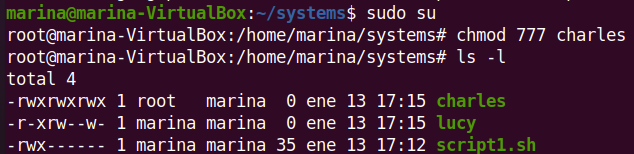 marina@marina-VirtualBox:~/systems$ sudo su
root@marina-VirtualBox:/home/marina/systems# chmod 777 charles
root@marina-VirtualBox:/home/marina/systems# ls -l
total 4
-rwxrwxrwx 1 root   marina  0 ene 13 17:15 charles
-r-xrw--w- 1 marina marina  0 ene 13 17:15 lucy
-rwx------ 1 marina marina 35 ene 13 17:12 script1.sh